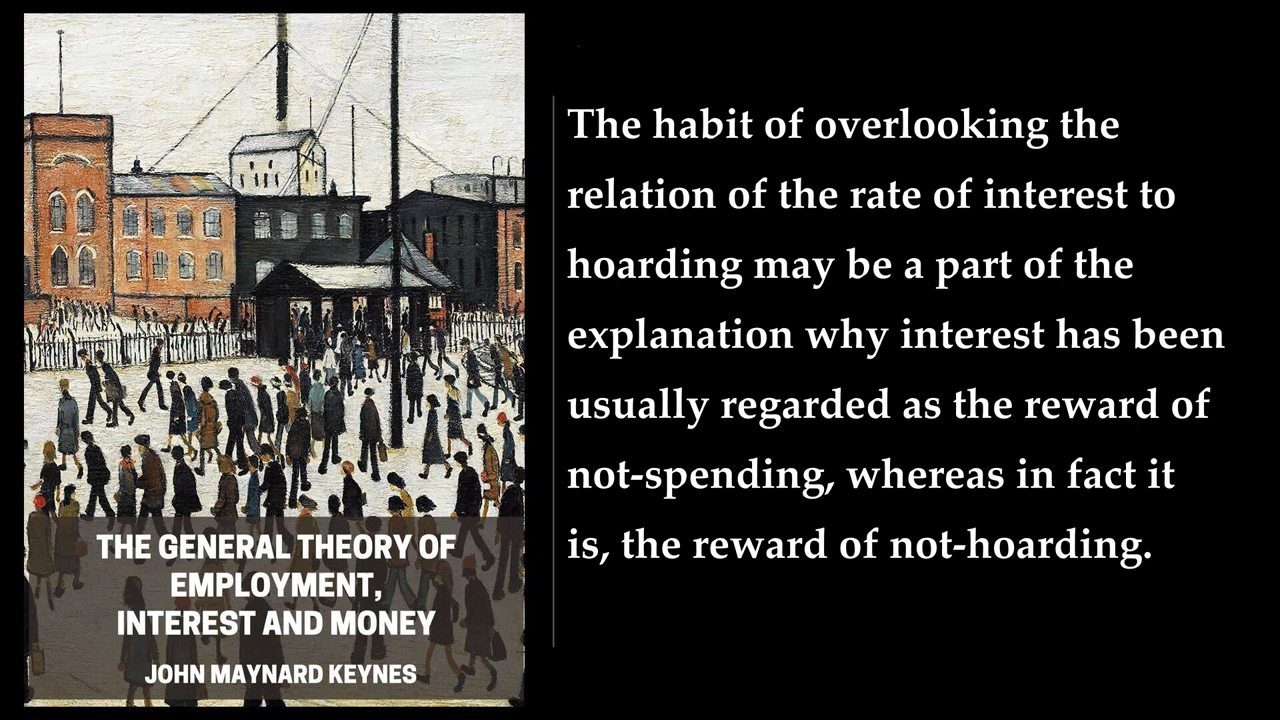 The habit of overlooking the
relation of the rate of interest to
hoarding may be a part of the
explanation why interest has been
usually regarded as the reward of
not-spending, whereas in fact it
is, the reward of not-hoarding.
THE GENERAL THEORY OF
EMPLOYMENT,
INTEREST AND MONEY
JOHN MAYNARD KEYNES